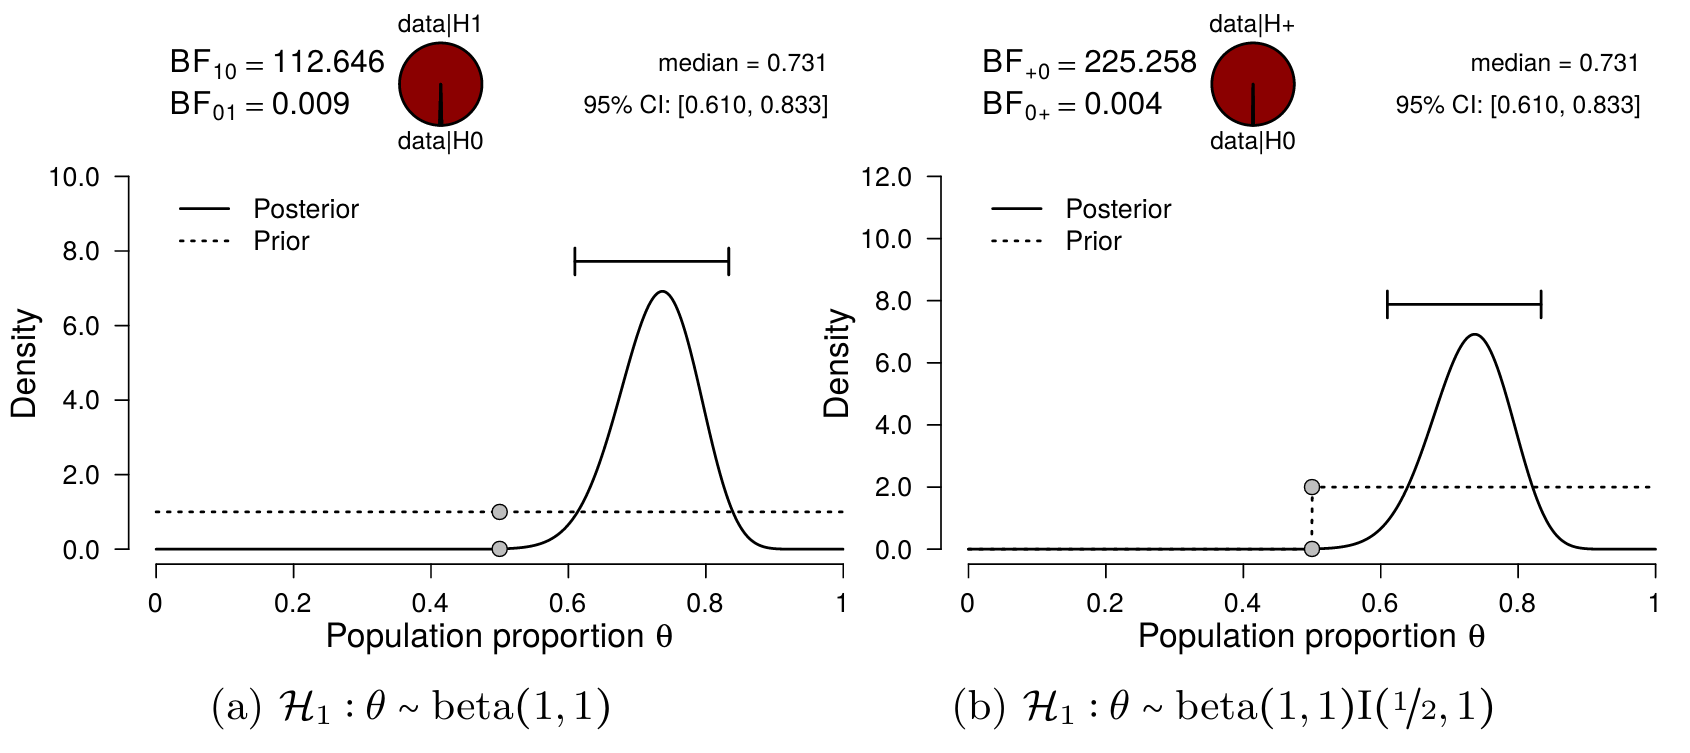 data|H1
BF10 = 112.646
BF01 = 0.009
median = 0.731
95% CI: [0.610, 0.833]
data|H0
10.0
8.0
6.0
4.0
2.0
0.0
Density
Posterior
Prior
0 0.2 0.4 0.6 0.8 1
Population proportion θ
(a) ℋ1 : θ ~ beta(1, 1)
data|H+
BF+0 = 225.258
BF0+ = 0.004
median = 0.731
95% CI: [0.610, 0.833]
data|H0
12.0
10.0
8.0
6.0
4.0
2.0
0.0
Density
Posterior
Prior
0 0.2 0.4 0.6 0.8 1
Population proportion θ
(b) ℋ1 : θ ~ beta(1, 1)I(1/2, 1)